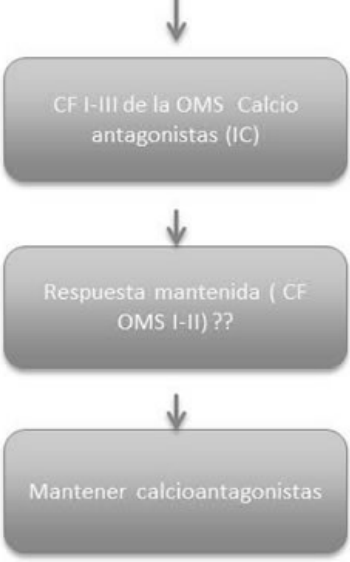 CF I-III de la OMS Calcio
antagonistas (IC)
Respuesta mantenida ( CF
OMS I-II) ??
Mantener calcioantagonistas